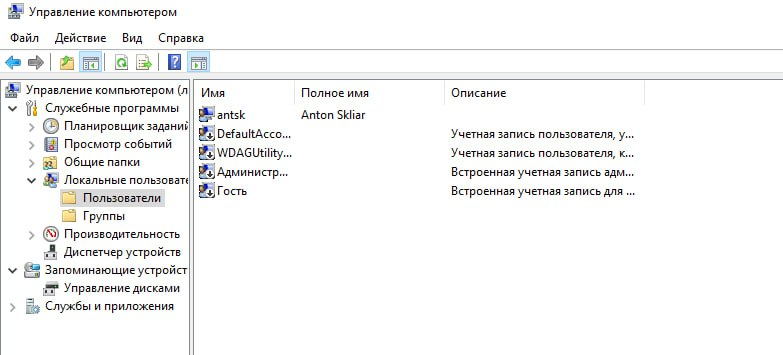 Управление компьютером
Файл Действие Вид Справка
Управление компьютером (л
Служебные программы
Планировщик заданий
Просмотр событий
Общие папки
Локальные пользовате
Пользователи
Группы
Производительность
Диспетчер устройств
Запоминающие устройст
Управление дисками
Службы и приложения
Имя Полное имя Описание
antsk Anton Skliar
DefaultAcco... Учетная запись пользователя, у...
WDAGUtility... Учетная запись пользователя, к...
Администр... Встроенная учетная запись адм...
Гость Встроенная учетная запись для ...